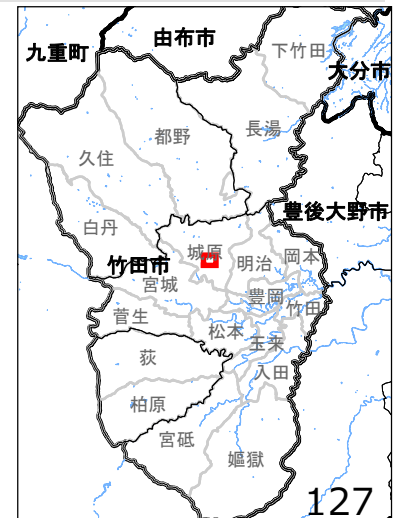 由布市
九重町
下竹田
大分市
都野
長湯
久住
豊後大野市
白丹
城原
岡本
竹田市
明治
宮城
豊岡
竹田
菅生
松本
玉来
荻
入田
柏原
宮砥
嫗獄
127